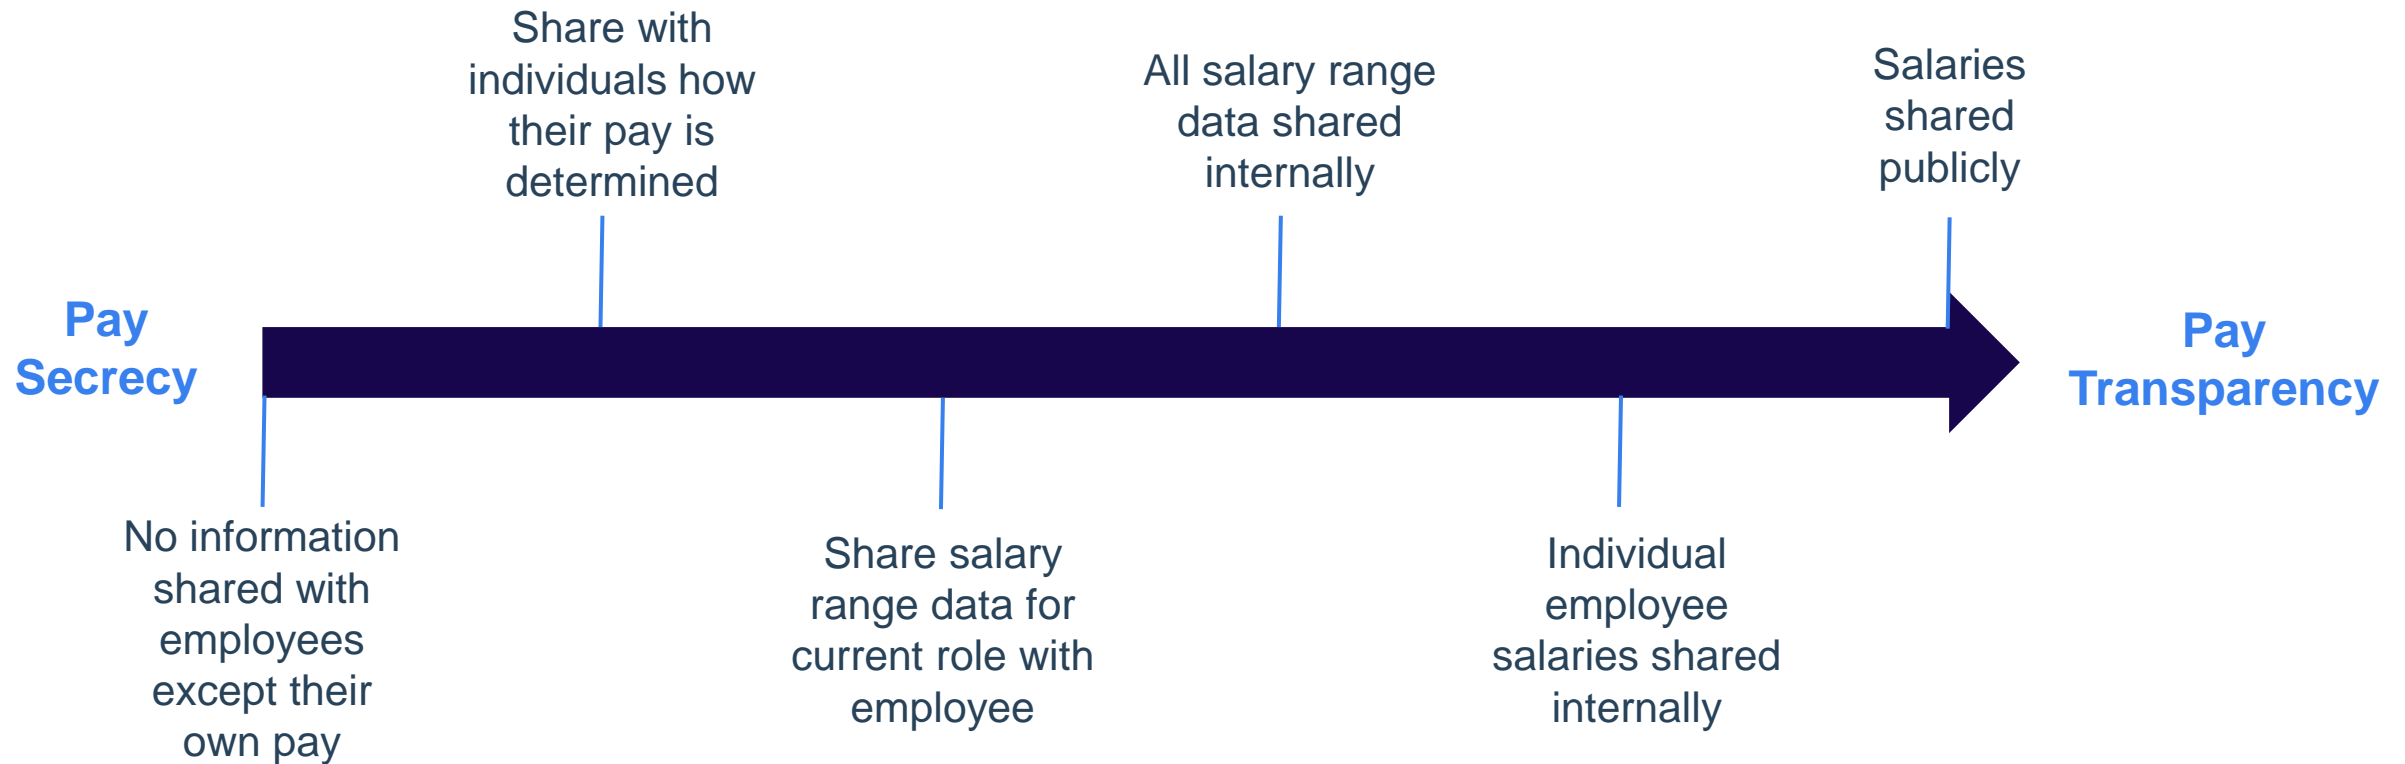 Pay
Secrecy
No information
shared with
employees
except their
own pay
Share with
individuals how
their pay is
determined
Share salary
range data for
current role with
employee
All salary range
data shared
internally
Individual
employee
salaries shared
internally
Salaries
shared
publicly
Pay
Transparency